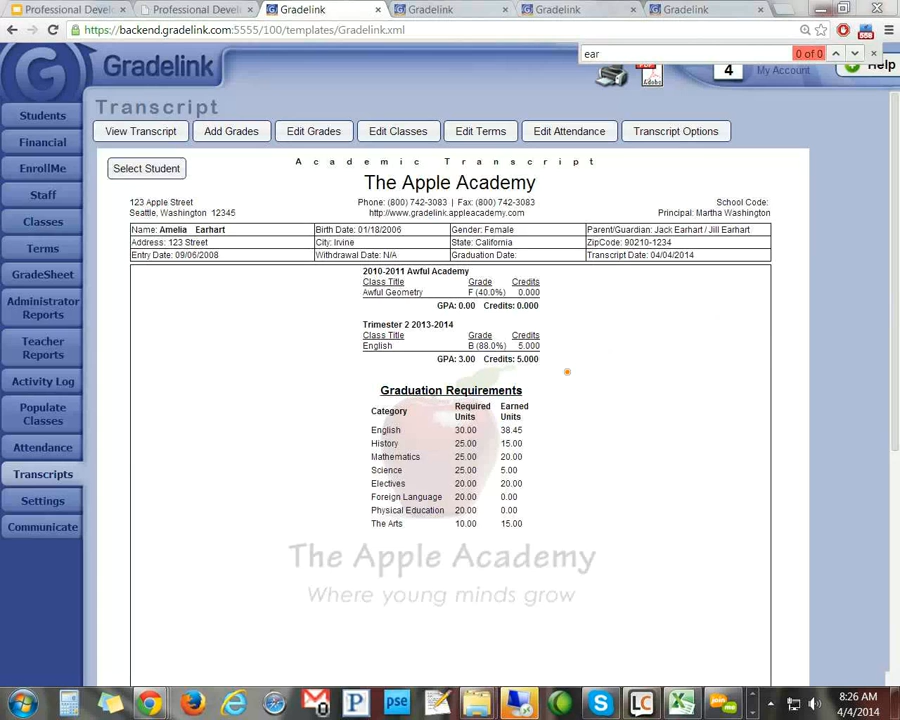 Professional Devel
Professional Devel
Gradelink
Gradelink
Gradelink
Gradelink
https://backend.gradelink.com:5555/100/templates/Gradelink.xml
558
ear 0 of 0
G Gradelink
Adobe
4 My Account Help
Transcript
View Transcript Add Grades Edit Grades Edit Classes Edit Terms Edit Attendance Transcript Options
Students
Financial
EnrollMe
Staff
Classes
Terms
GradeSheet
Administrator
Reports
Teacher
Reports
Activity Log
Populate
Classes
Attendance
Transcripts
Settings
Communicate
Select Student
Academic Transcript
The Apple Academy
123 Apple Street Phone: (800) 742-3083 | Fax: (800) 742-3083 School Code:
Seattle, Washington 12345 http://www.gradelink.appleacademy.com Principal: Martha Washington
Name: Amelia Earhart Birth Date: 01/18/2006 Gender: Female Parent/Guardian: Jack Earhart / Jill Earhart
Address: 123 Street City: Irvine State: California ZipCode: 90210-1234
Entry Date: 09/06/2008 Withdrawal Date: N/A Graduation Date: Transcript Date: 04/04/2014
2010-2011 Awful Academy
Class Title Grade Credits
Awful Geometry F (40.0%) 0.000
GPA: 0.00 Credits: 0.000
Trimester 2 2013-2014
Class Title Grade Credits
English B (88.0%) 5.000
GPA: 3.00 Credits: 5.000
Graduation Requirements
Category Required Units Earned Units
English 30.00 38.45
History 25.00 15.00
Mathematics 25.00 20.00
Science 25.00 5.00
Electives 20.00 20.00
Foreign Language 20.00 0.00
Physical Education 20.00 0.00
The Arts 10.00 15.00
The Apple Academy
Where young minds grow
P pse S LC join me
8:26 AM
4/4/2014